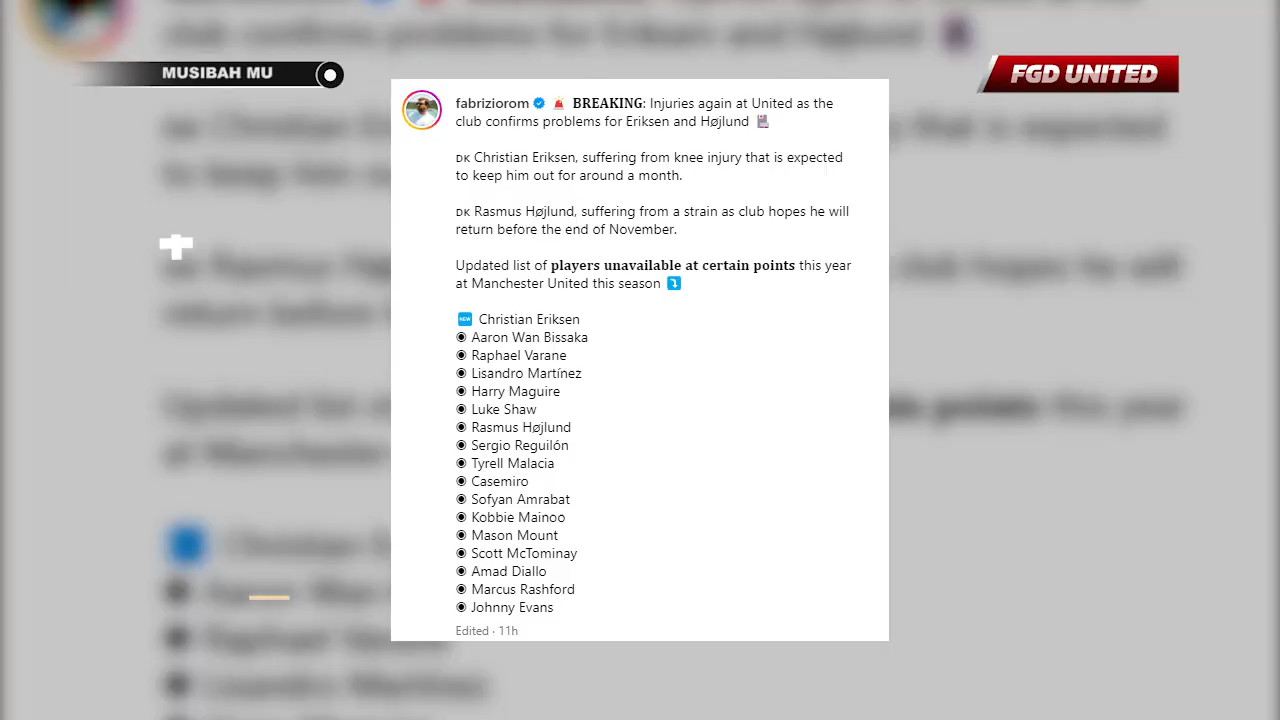 MUSIBAH MU
FGD UNITED
fabriziorom 🚨 𝐁𝐑𝐄𝐀𝐊𝐈𝐍𝐆: Injuries again at United as the
club confirms problems for Eriksen and Højlund
DK Christian Eriksen, suffering from knee injury that is expected
to keep him out for around a month.
DK Rasmus Højlund, suffering from a strain as club hopes he will
return before the end of November.
Updated list of 𝐩𝐥𝐚𝐲𝐞𝐫𝐬 𝐮𝐧𝐚𝐯𝐚𝐢𝐥𝐚𝐛𝐥𝐞 𝐚𝐭 𝐜𝐞𝐫𝐭𝐚𝐢𝐧 𝐩𝐨𝐢𝐧𝐭𝐬 this year
at Manchester United this season ⤵️
🆕 Christian Eriksen
◉ Aaron Wan Bissaka
◉ Raphael Varane
◉ Lisandro Martínez
◉ Harry Maguire
◉ Luke Shaw
◉ Rasmus Højlund
◉ Sergio Reguilón
◉ Tyrell Malacia
◉ Casemiro
◉ Sofyan Amrabat
◉ Kobbie Mainoo
◉ Mason Mount
◉ Scott McTominay
◉ Amad Diallo
◉ Marcus Rashford
◉ Johnny Evans
Edited · 11h